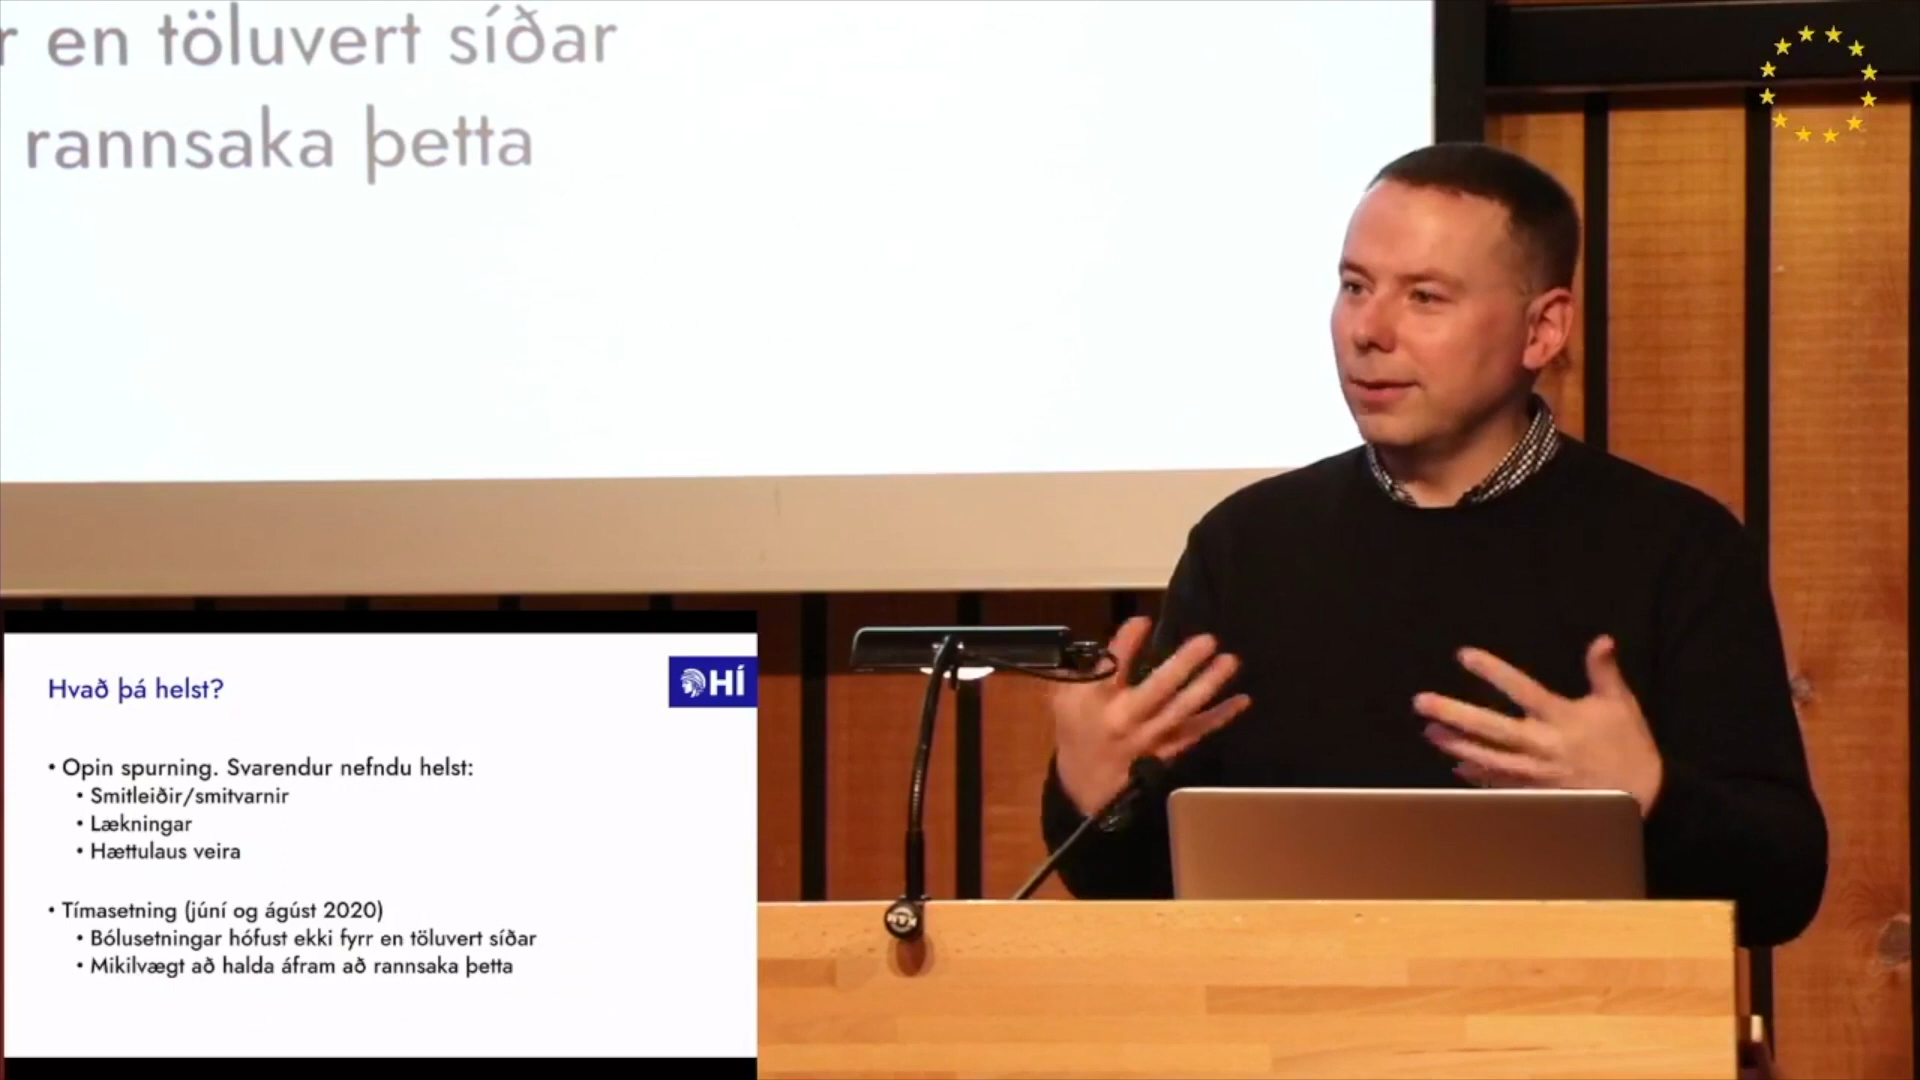 r en töluvert síðar
rannsaka þetta
Hvað þá helst?
HÍ
• Opin spurning. Svarendur nefndu helst:
• Smitleiðir/smitvarnir
• Lækningar
• Hættulaus veira
• Tímasetning (júní og ágúst 2020)
• Bólusetningar hófust ekki fyrr en töluvert síðar
• Mikilvægt að halda áfram að rannsaka þetta